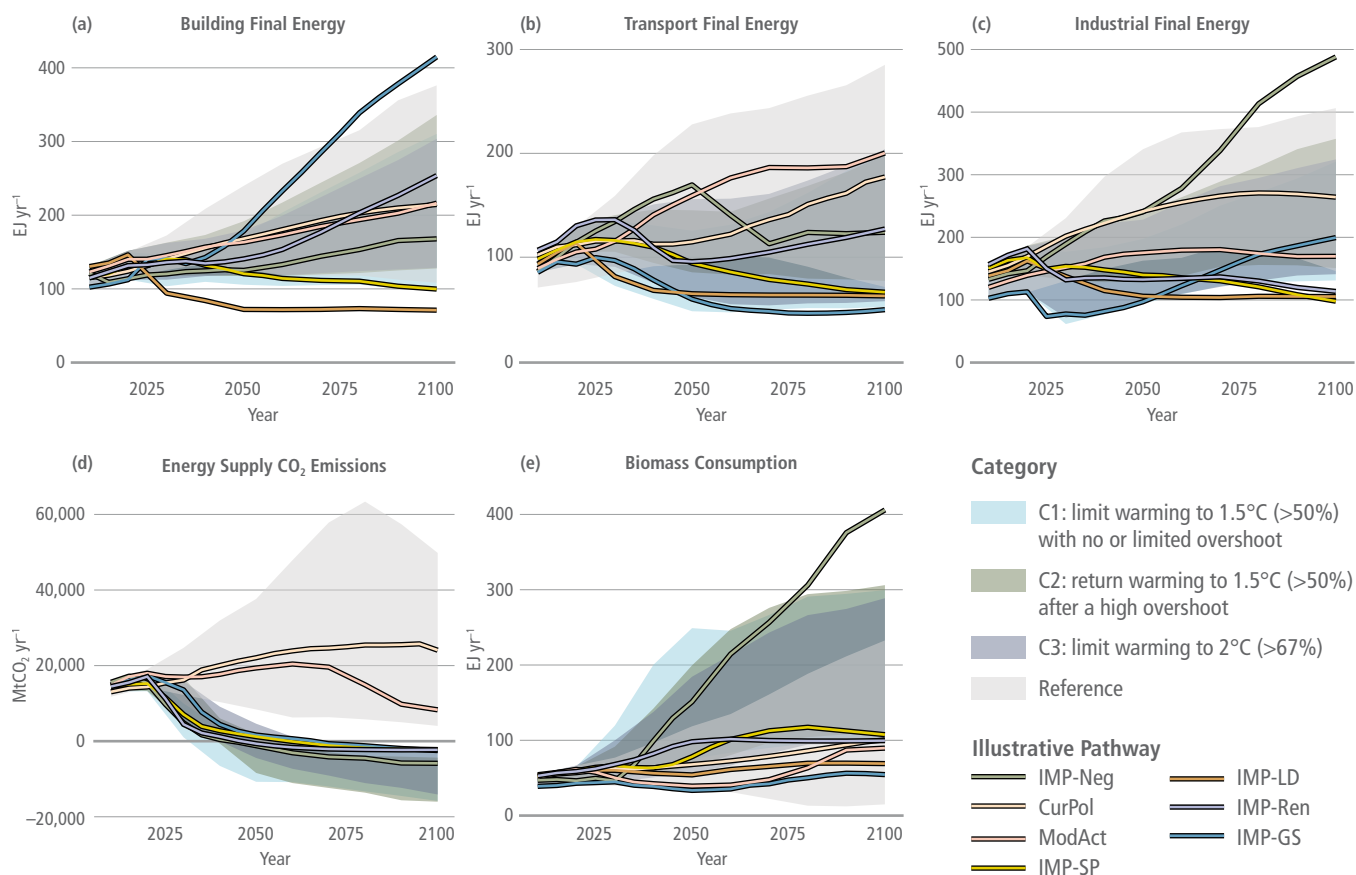 (a) Building Final Energy
400
300
200
100
0
EJ yr⁻¹
2025 2050 2075 2100
Year
(b) Transport Final Energy
300
200
100
0
EJ yr⁻¹
2025 2050 2075 2100
Year
(c) Industrial Final Energy
500
400
300
200
100
0
EJ yr⁻¹
2025 2050 2075 2100
Year
(d) Energy Supply CO₂ Emissions
60,000
40,000
20,000
0
–20,000
MtCO₂ yr⁻¹
2025 2050 2075 2100
Year
(e) Biomass Consumption
400
300
200
100
0
EJ yr⁻¹
2025 2050 2075 2100
Year
Category
C1: limit warming to 1.5°C (>50%)
with no or limited overshoot
C2: return warming to 1.5°C (>50%)
after a high overshoot
C3: limit warming to 2°C (>67%)
Reference
Illustrative Pathway
IMP-Neg
CurPol
ModAct
IMP-SP
IMP-LD
IMP-Ren
IMP-GS